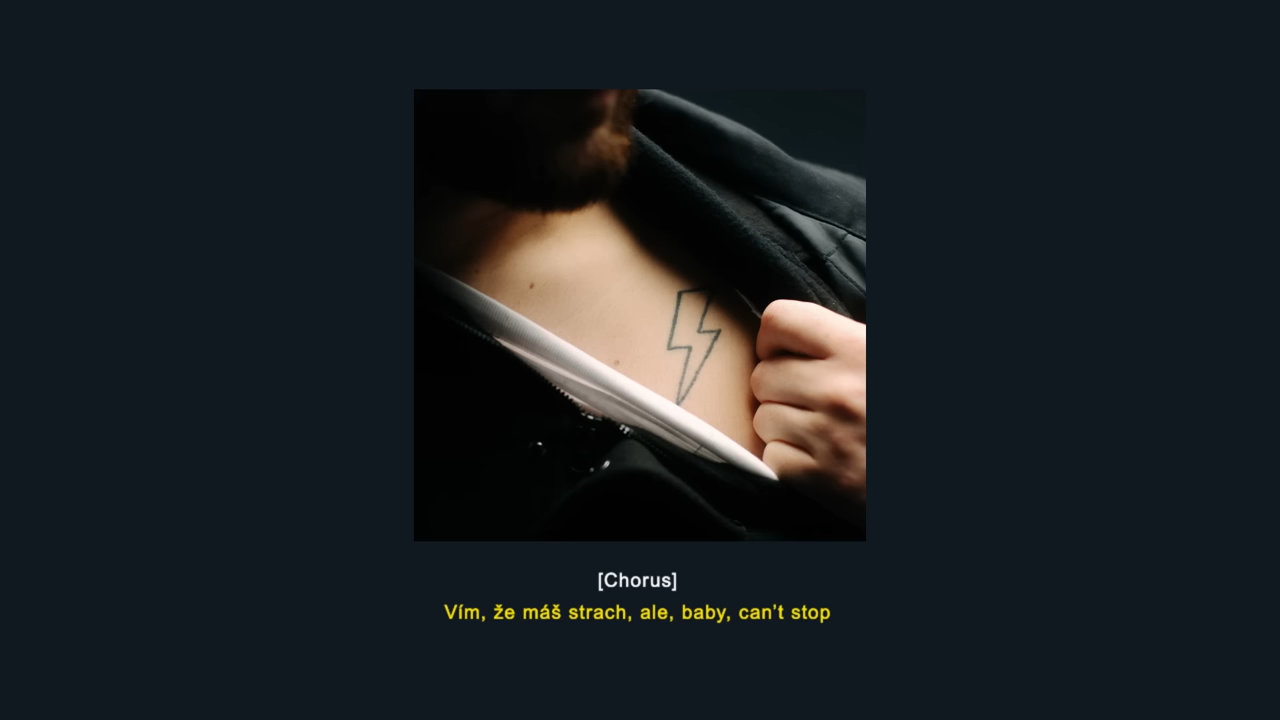 [Chorus]
Vím, že máš strach, ale, baby, can’t stop